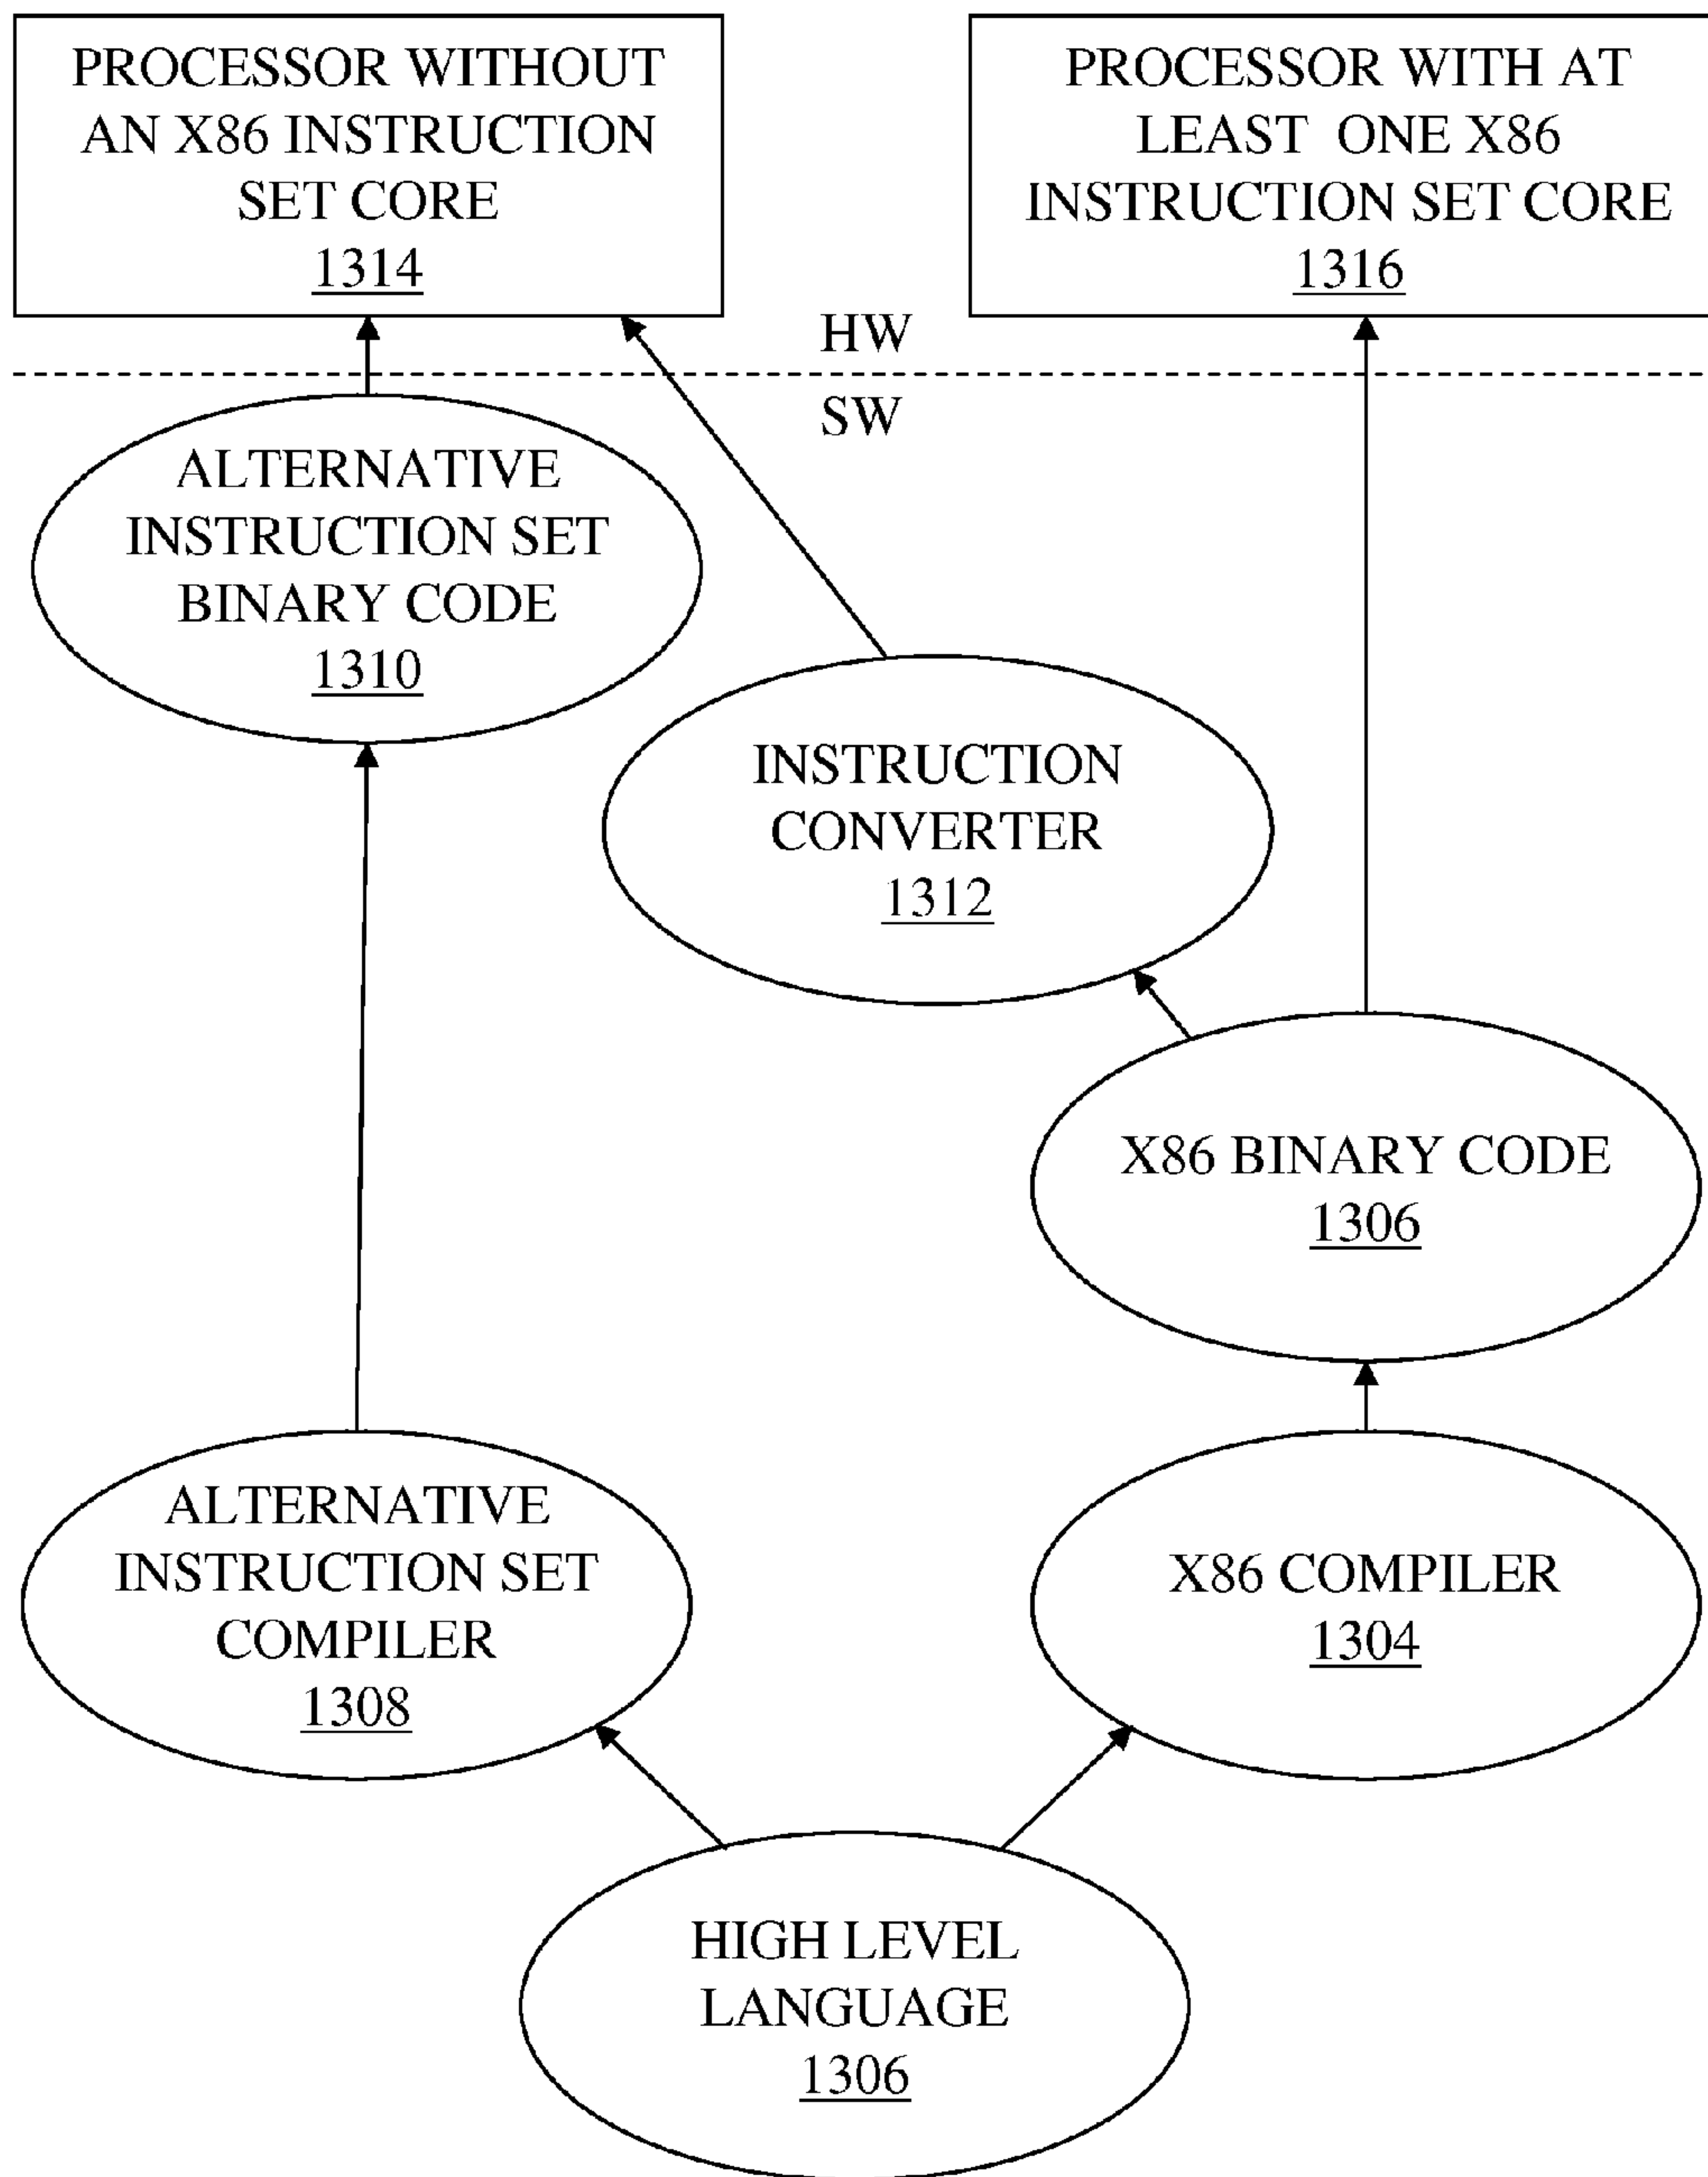 PROCESSOR WITHOUT
AN X86 INSTRUCTION
SET CORE
1314
PROCESSOR WITH AT
LEAST ONE X86
INSTRUCTION SET CORE
1316
HW
SW
ALTERNATIVE
INSTRUCTION SET
BINARY CODE
1310
INSTRUCTION
CONVERTER
1312
X86 BINARY CODE
1306
ALTERNATIVE
INSTRUCTION SET
COMPILER
1308
X86 COMPILER
1304
HIGH LEVEL
LANGUAGE
1306